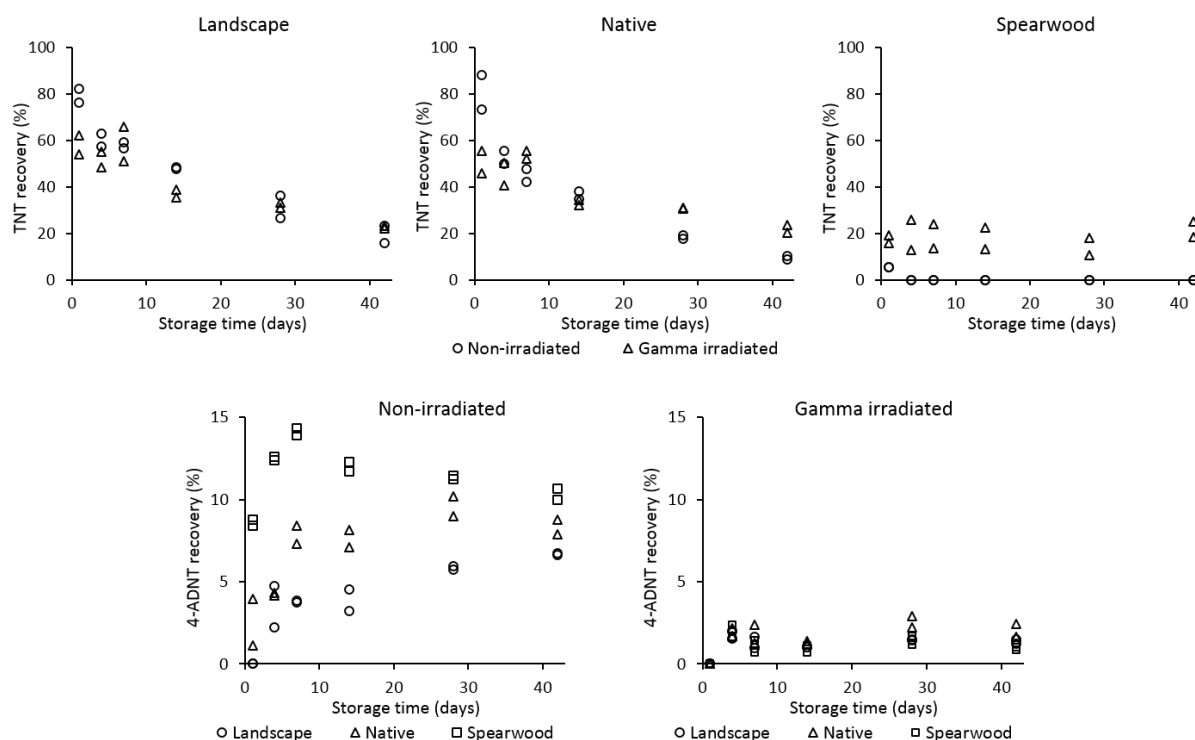 Landscape
Native
Spearwood
100
80
60
40
20
0
TNT recovery (%)
0 10 20 30 40
Storage time (days)
100
80
60
40
20
0
TNT recovery (%)
0 10 20 30 40
Storage time (days)
100
80
60
40
20
0
TNT recovery (%)
0 10 20 30 40
Storage time (days)
Non-irradiated Gamma irradiated
Non-irradiated
15
10
5
0
4-ADNT recovery (%)
0 10 20 30 40
Storage time (days)
Landscape Native Spearwood
Gamma irradiated
15
10
5
0
4-ADNT recovery (%)
0 10 20 30 40
Storage time (days)
Landscape Native Spearwood